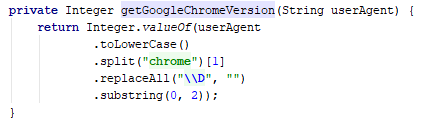 private Integer getGoogleChromeVersion(String userAgent) {
    return Integer.valueOf(userAgent
            .toLowerCase()
            .split("chrome")[1]
            .replaceAll("\\D", "")
            .substring(0, 2));
}